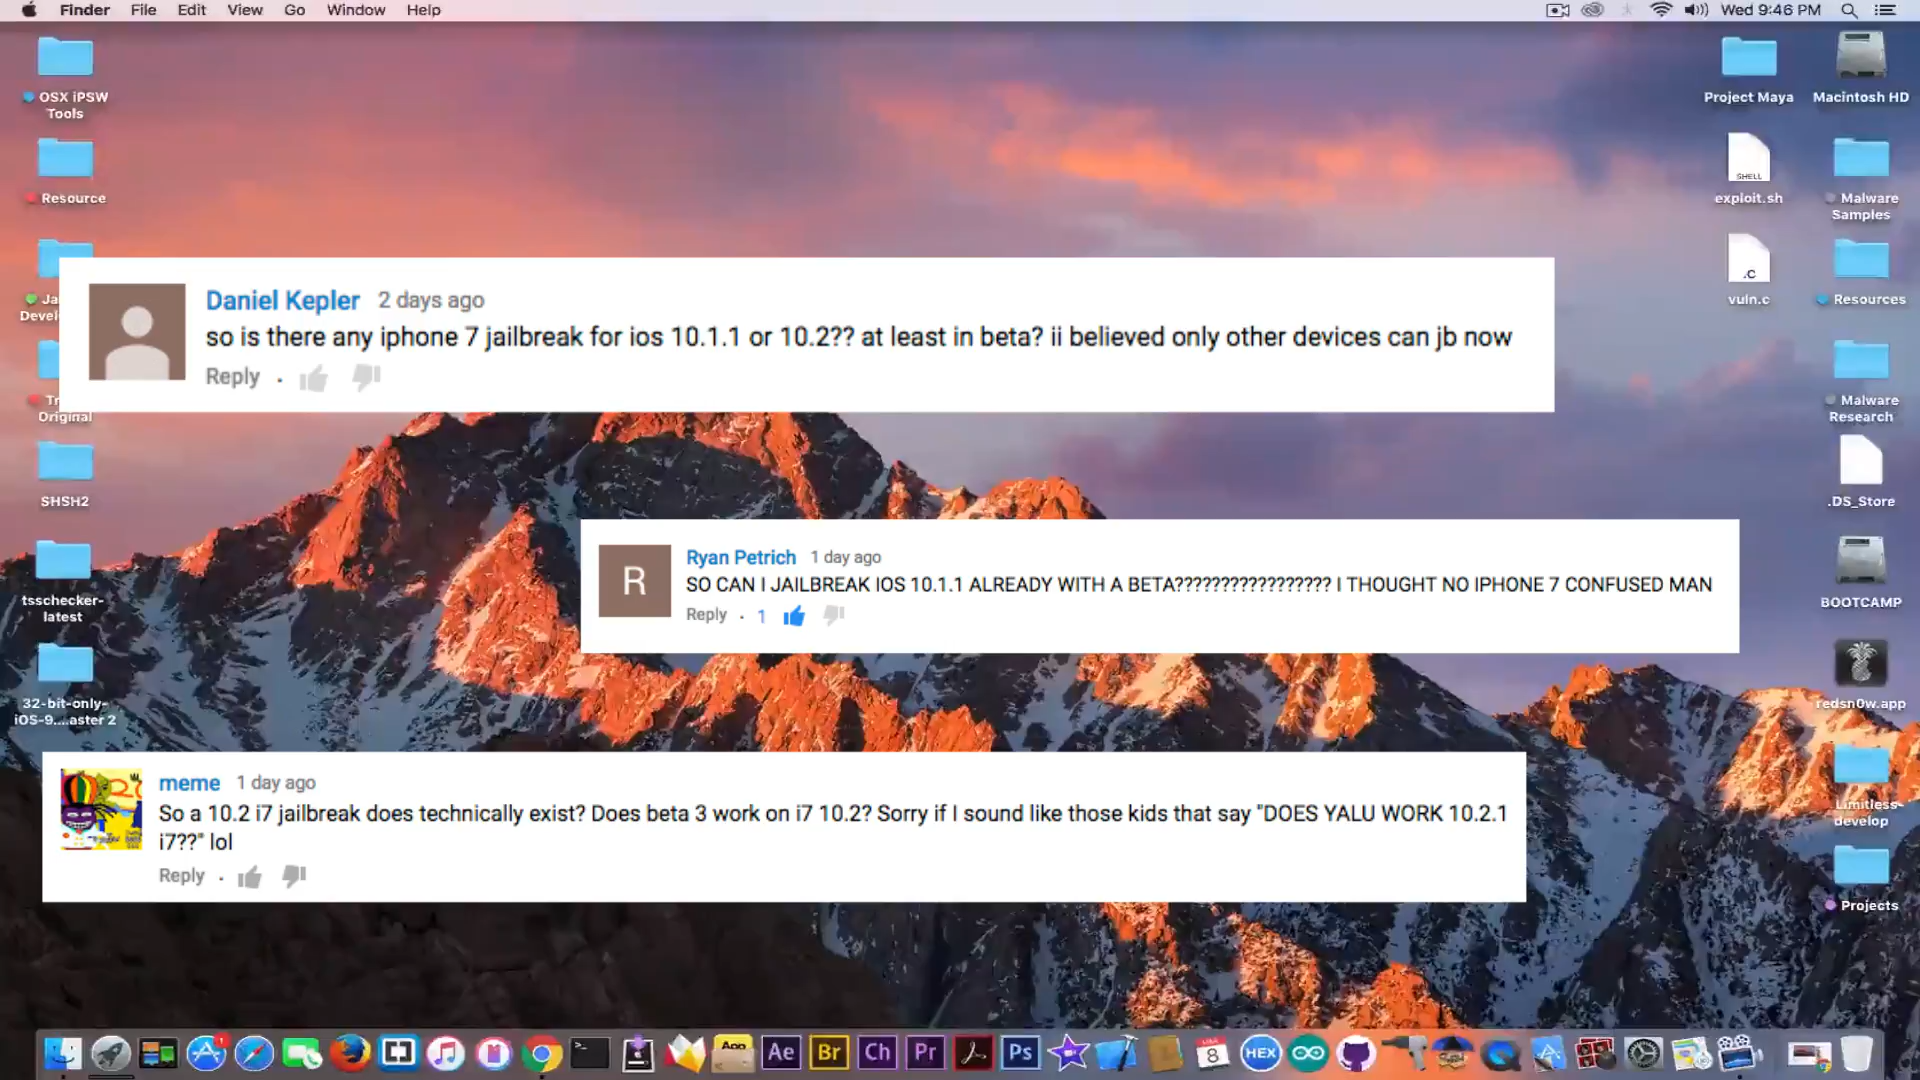 Finder File Edit View Go Window Help
Wed 9:46 PM
OSX iPSW
Tools
Resource
Ja
Devel
Tr
Original
SHSH2
tsschecker-
latest
32-bit-only-
iOS-9....aster 2
Project Maya
Macintosh HD
SHELL
exploit.sh
Malware
Samples
.C
vuln.c
Resources
Malware
Research
.DS_Store
BOOTCAMP
redsn0w.app
Limitless-
develop
Projects
Daniel Kepler 2 days ago
so is there any iphone 7 jailbreak for ios 10.1.1 or 10.2?? at least in beta? ii believed only other devices can jb now
Reply
R
Ryan Petrich 1 day ago
SO CAN I JAILBREAK IOS 10.1.1 ALREADY WITH A BETA????????????????? I THOUGHT NO IPHONE 7 CONFUSED MAN
Reply 1
meme 1 day ago
So a 10.2 i7 jailbreak does technically exist? Does beta 3 work on i7 10.2? Sorry if I sound like those kids that say "DOES YALU WORK 10.2.1
i7??" lol
Reply
1 App Ae Br Ch Pr Ps 8 HEX